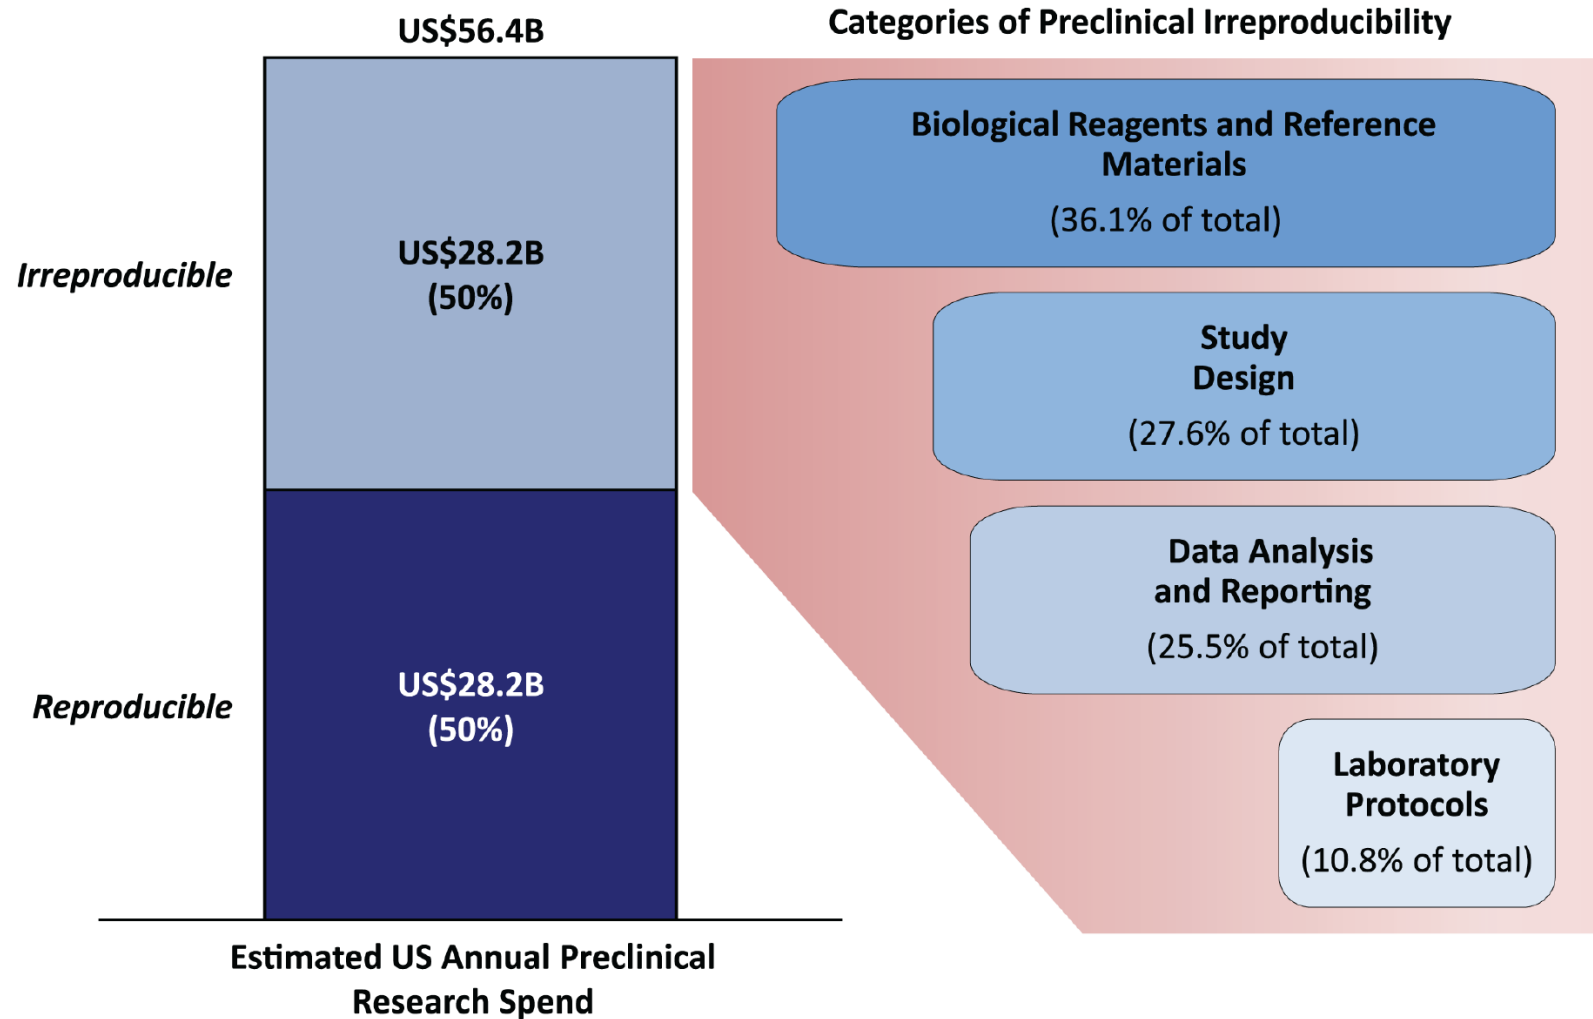 US$56.4B
Categories of Preclinical Irreproducibility
Irreproducible
US$28.2B
(50%)
Reproducible
US$28.2B
(50%)
Estimated US Annual Preclinical
Research Spend
Biological Reagents and Reference
Materials
(36.1% of total)
Study
Design
(27.6% of total)
Data Analysis
and Reporting
(25.5% of total)
Laboratory
Protocols
(10.8% of total)